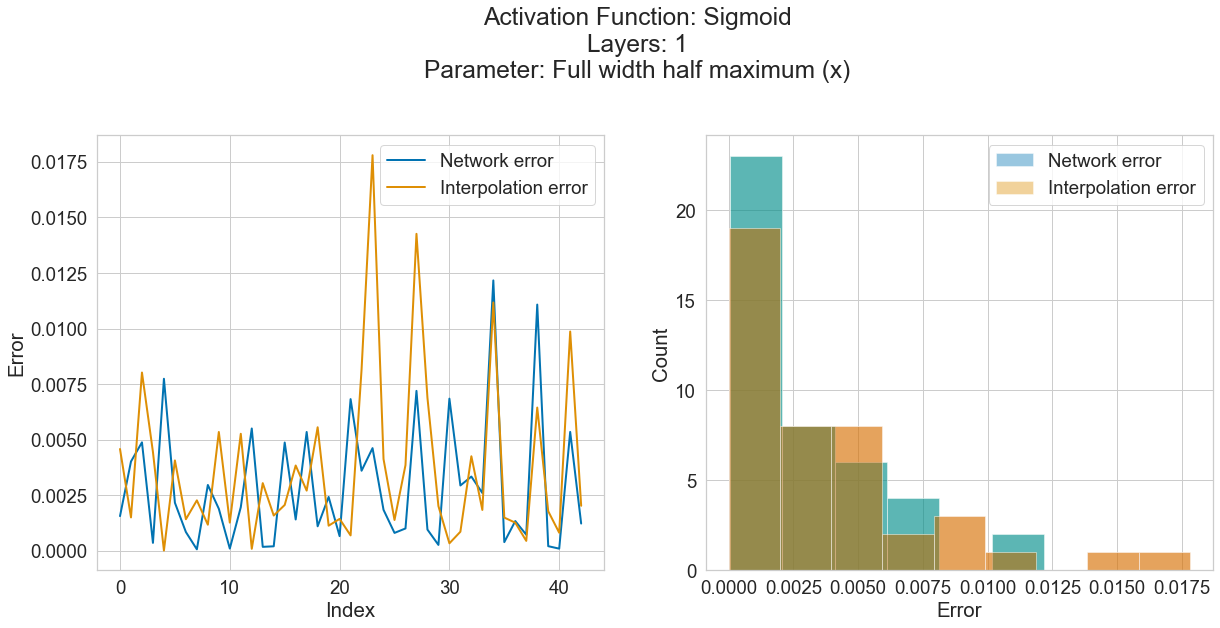 Activation Function: Sigmoid
Layers: 1
Parameter: Full width half maximum (x)
Network error
Interpolation error
0.0175
0.0150
0.0125
0.0100
0.0075
0.0050
0.0025
0.0000
Error
0 10 20 30 40
Index
Network error
Interpolation error
20
15
10
5
0
Count
0.0000 0.0025 0.0050 0.0075 0.0100 0.0125 0.0150 0.0175
Error